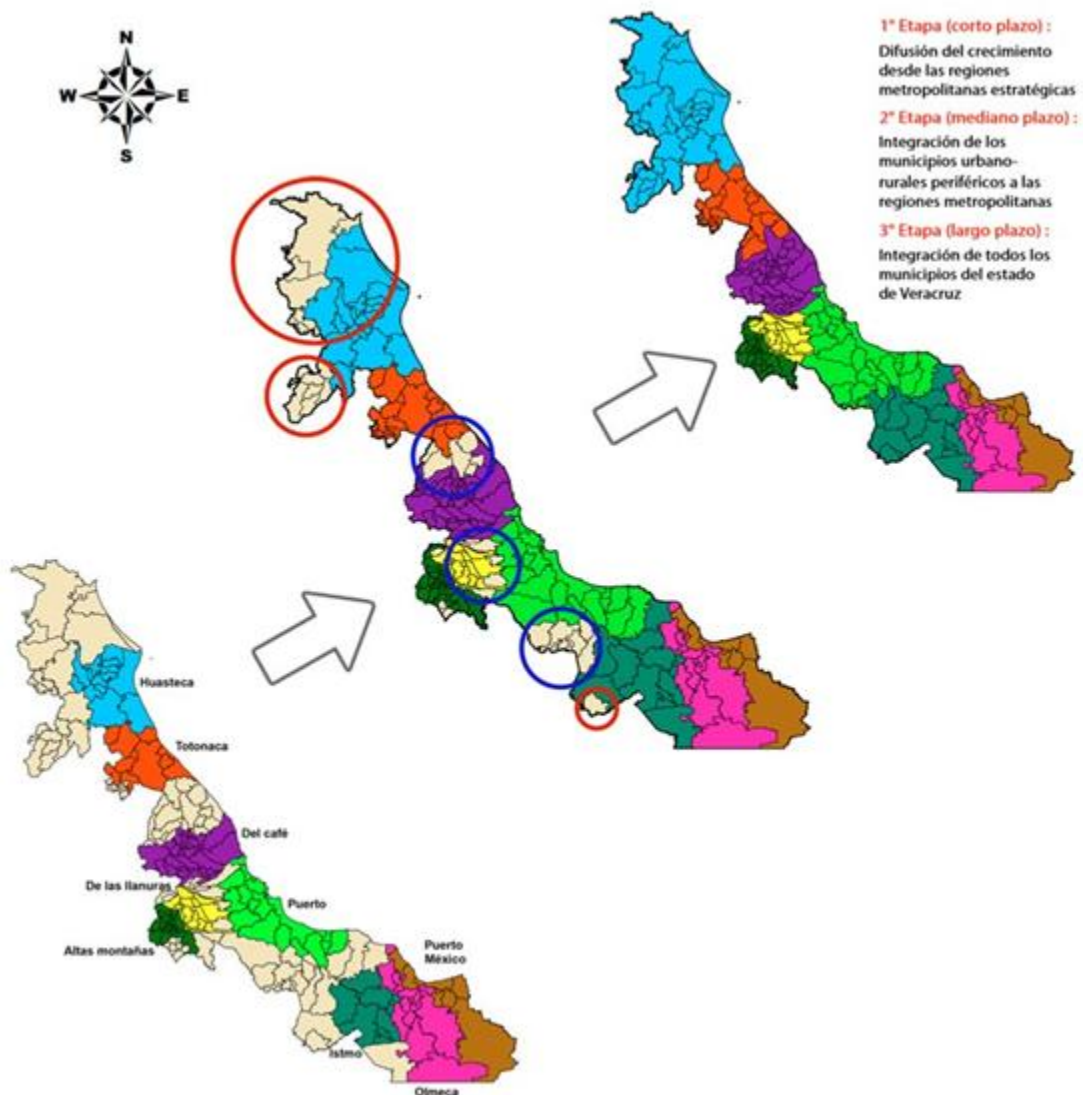 N
W
E
S
1° Etapa (corto plazo) :
Difusión del crecimiento
desde las regiones
metropolitanas estratégicas
2° Etapa (mediano plazo) :
Integración de los
municipios urbano-
rurales periféricos a las
regiones metropolitanas
3° Etapa (largo plazo) :
Integración de todos los
municipios del estado
de Veracruz
Huasteca
Totonaca
Del café
De las llanuras
Puerto
Altas montañas
Puerto
México
Istmo
Olmeca